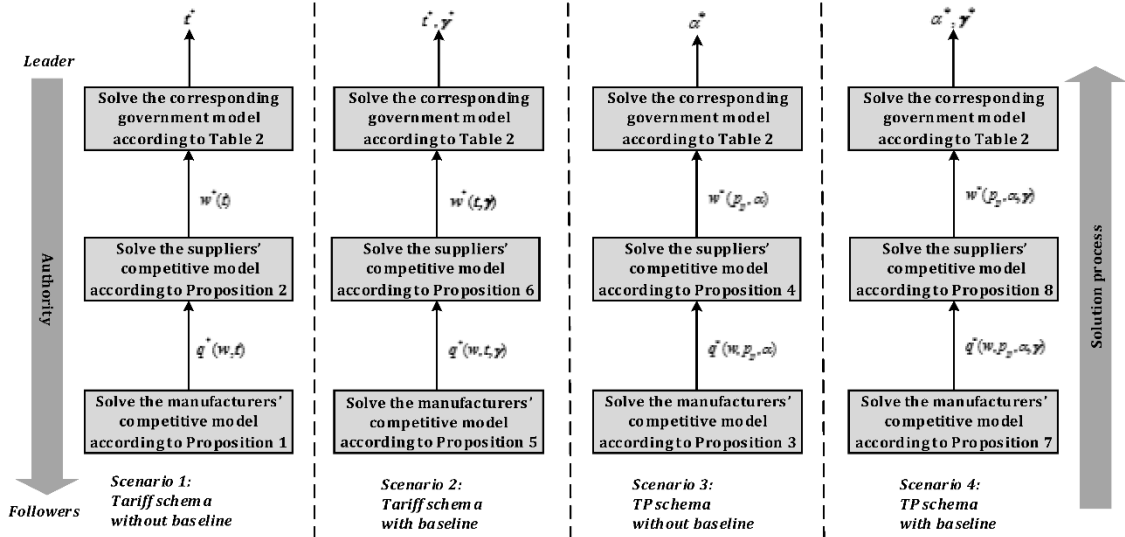 t*
t*, γ*
α*
α*, γ*
Leader
Solve the corresponding
government model
according to Table 2
Solve the corresponding
government model
according to Table 2
Solve the corresponding
government model
according to Table 2
Solve the corresponding
government model
according to Table 2
w*(t)
w*(t,γ)
w*(p_p, α)
w*(p_p, α, γ)
Authority
Solve the suppliers'
competitive model
according to Proposition 2
Solve the suppliers'
competitive model
according to Proposition 6
Solve the suppliers'
competitive model
according to Proposition 4
Solve the suppliers'
competitive model
according to Proposition 8
Solution process
q*(w,t)
q*(w,t,γ)
q*(w,p_p,α)
q*(w,p_p,α,γ)
Solve the manufacturers'
competitive model
according to Proposition 1
Solve the manufacturers'
competitive model
according to Proposition 5
Solve the manufacturers'
competitive model
according to Proposition 3
Solve the manufacturers'
competitive model
according to Proposition 7
Followers
Scenario 1:
Tariff schema
without baseline
Scenario 2:
Tariff schema
with baseline
Scenario 3:
TP schema
without baseline
Scenario 4:
TP schema
with baseline